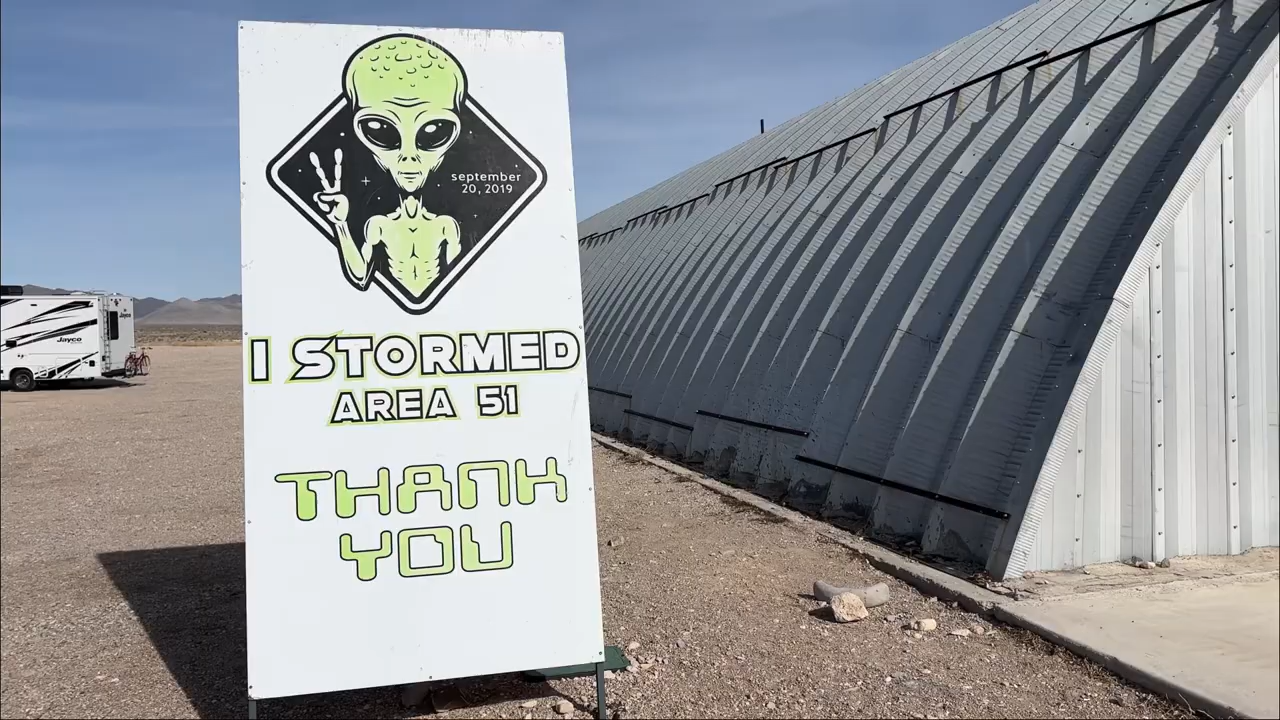 september
20, 2019
I STORMED
AREA 51
THANK
YOU
Jayco